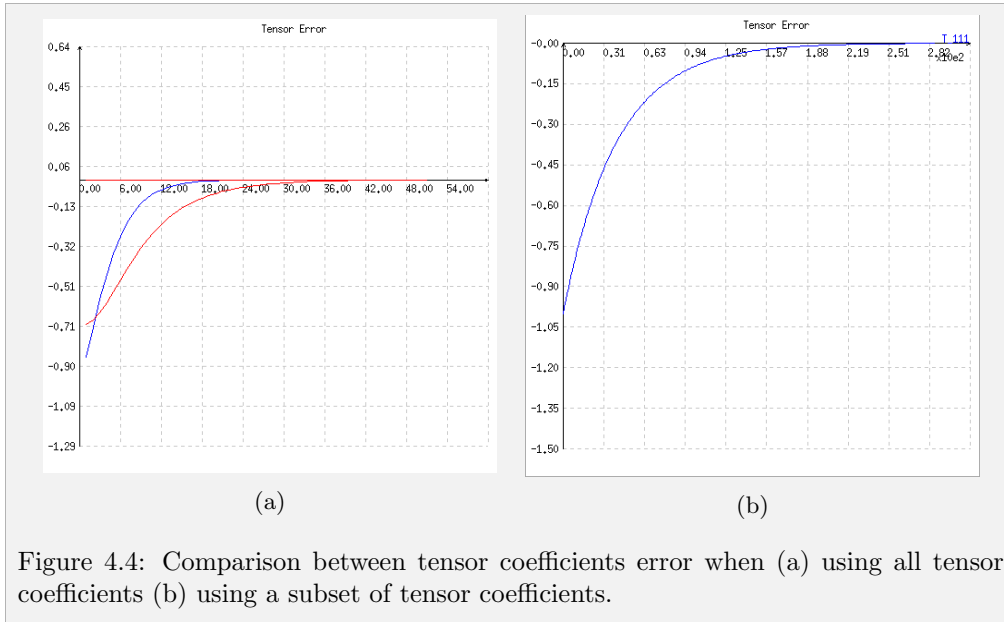 Tensor Error
0.64
0.45
0.26
0.06
0.00 6.00 12.00 18.00 24.00 30.00 36.00 42.00 48.00 54.00
-0.13
-0.32
-0.51
-0.71
-0.90
-1.09
-1.29
(a)
Tensor Error
T 111
-0.00
0.00 0.31 0.63 0.94 1.25 1.57 1.88 2.19 2.51 2.82
x10e2
-0.15
-0.30
-0.45
-0.60
-0.75
-0.90
-1.05
-1.20
-1.35
-1.50
(b)
Figure 4.4: Comparison between tensor coefficients error when (a) using all tensor
coefficients (b) using a subset of tensor coefficients.